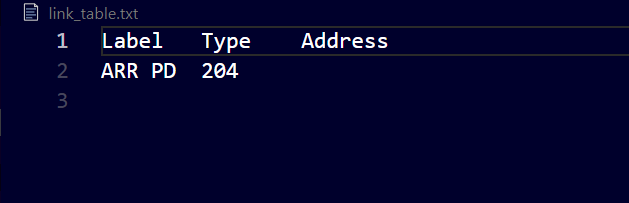 link_table.txt
1 Label Type Address
2 ARR PD 204
3